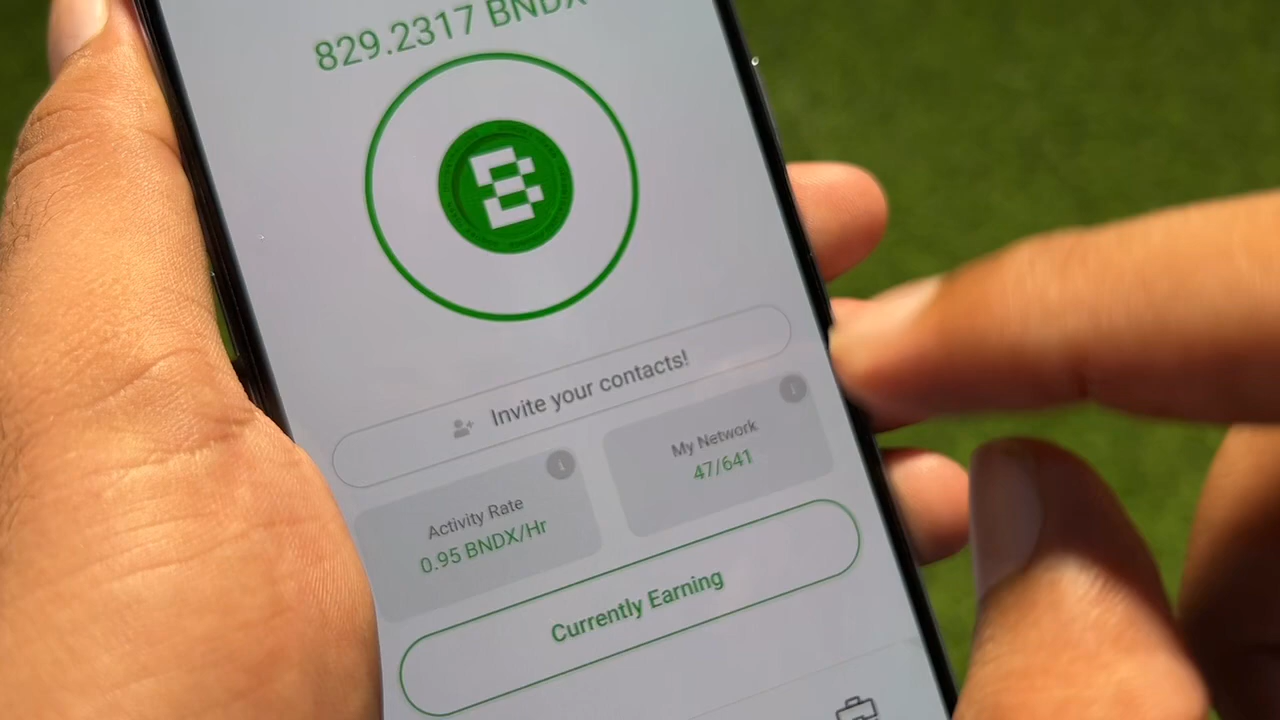 829.2317 BNDX
Invite your contacts!
My Network
47/641
Activity Rate
0.95 BNDX/Hr
Currently Earning